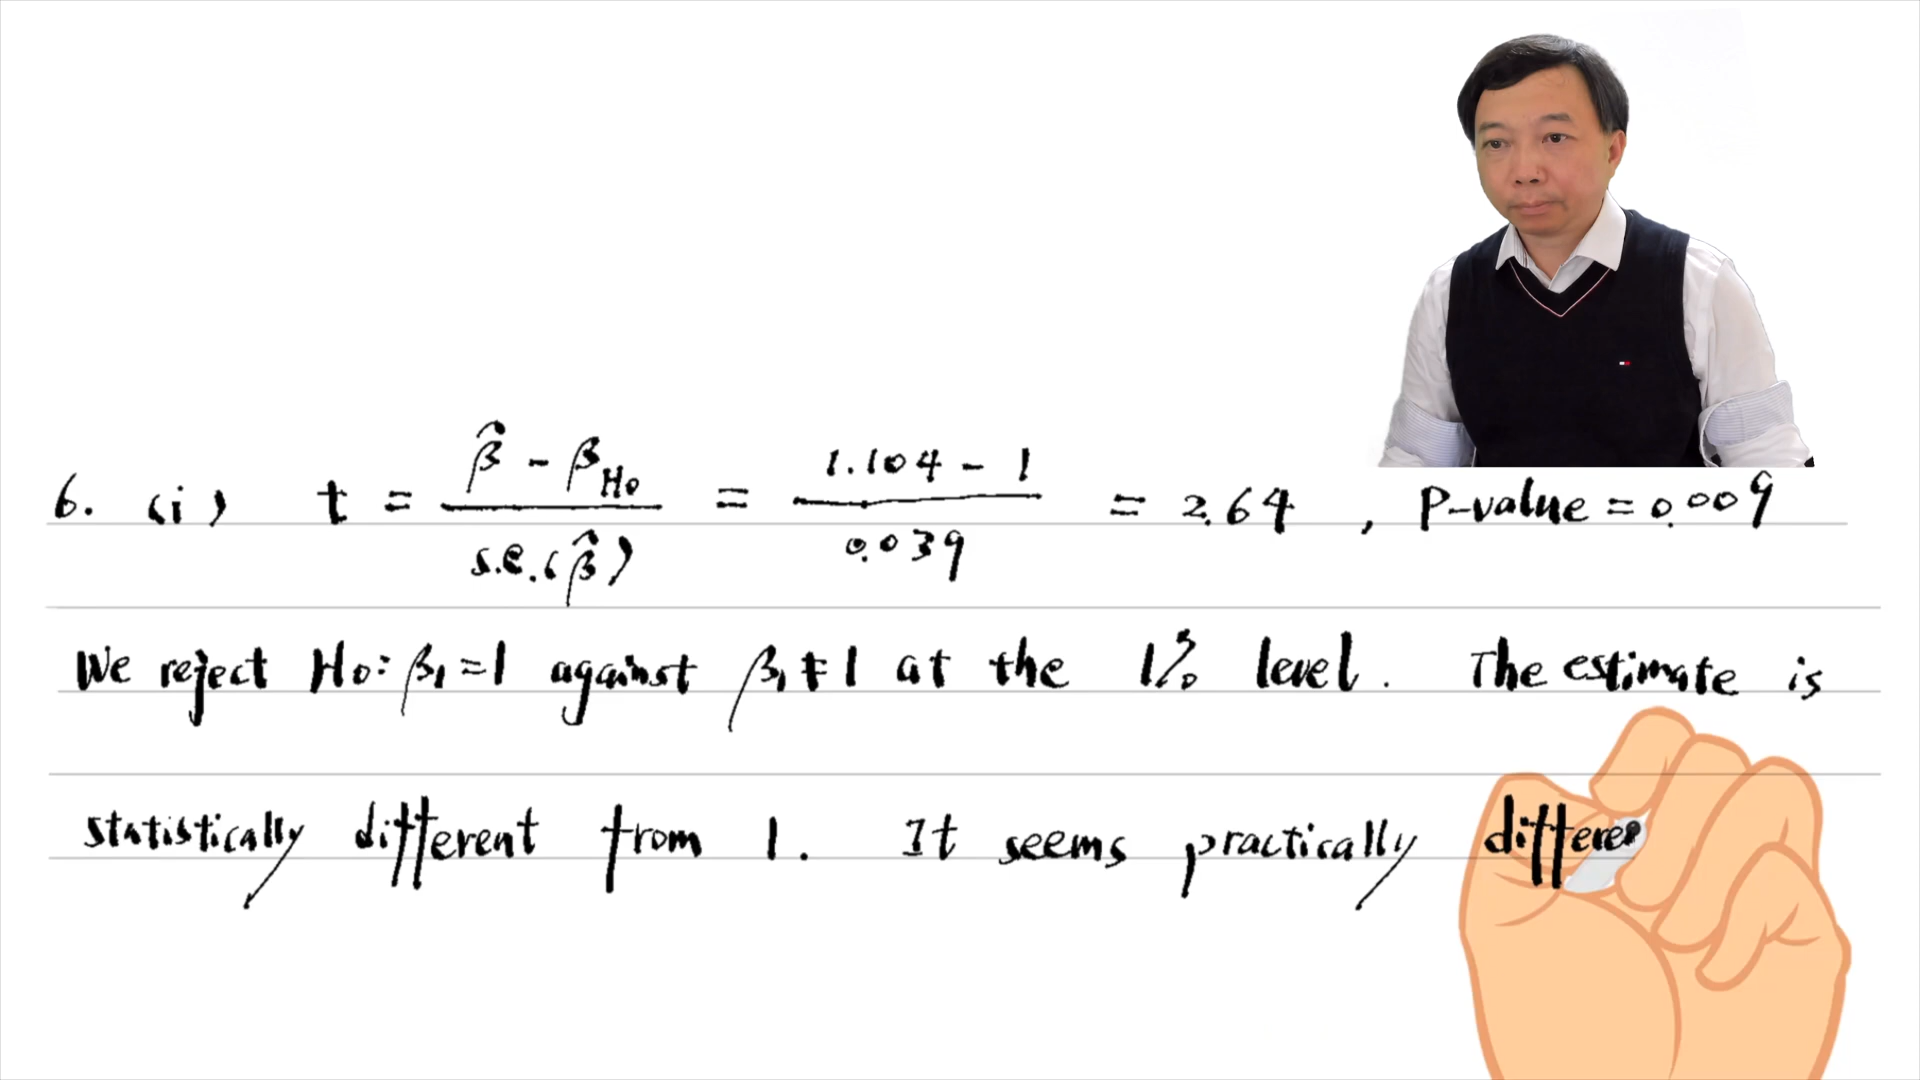 6. (i) t = (β̂ - β_H₀) / s.e.(β̂) = (1.104 - 1) / 0.039 = 2.64 , P-value = 0.009
We reject H₀: β₁ = 1 against β₁ ≠ 1 at the 1% level. The estimate is
statistically different from 1. It seems practically differe